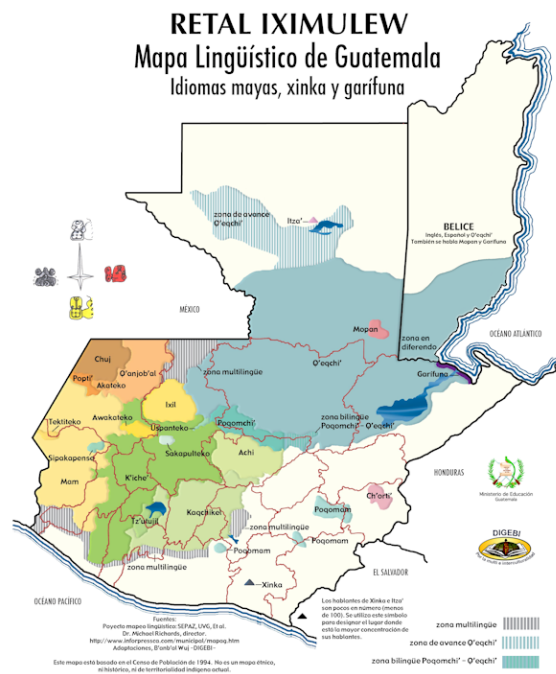 RETAL IXIMULEW
Mapa Lingüístico de Guatemala
Idiomas mayas, xinka y garífuna
zona de avance
Q'eqchi'
Itza'
BELICE
Inglés, Español y Q'eqchi'
También se habla Mopan y Garífuna
MÉXICO
Mopan
zona en
diferendo
OCÉANO ATLÁNTICO
Chuj
Q'anjob'al
Popti'
Akateko
zona multilingüe
Q'eqchi'
Garífuna
Ixil
Awakateko
Tektiteko
Uspanteko
Poqomchi'
zona bilingüe
Poqomchi' - Q'eqchi'
Sipakapense
Sakapulteko
Achi
Mam
K'iche'
HONDURAS
Ministerio de Educación
Guatemala
Ch'orti'
Tz'utujil
Kaqchikel
Poqomam
zona multilingüe
Poqomam
Poqomam
DIGEBI
zona multilingüe
Xinka
EL SALVADOR
OCÉANO PACÍFICO
Los hablantes de Xinka e Itza'
son pocos en número (menos
de 100). Se utiliza este símbolo
para designar el lugar donde
está la mayor concentración de
sus hablantes.
Fuentes:
Poyecto mapeo lingüística: SEPAZ, UVG, Et al.
Dr. Michael Richards, director.
http://www.inforpressca.com/municipal/mapaq.htm
Adaptaciones, B'anb'al Wuj -DIGEBI-
zona multilingüe
zona de avance Q'eqchi'
zona bilingüe Poqomchi' - Q'eqchi'
Este mapa está basado en el Censo de Población de 1994. No es un mapa étnico,
ni histórico, ni de territorialidad indígena actual.